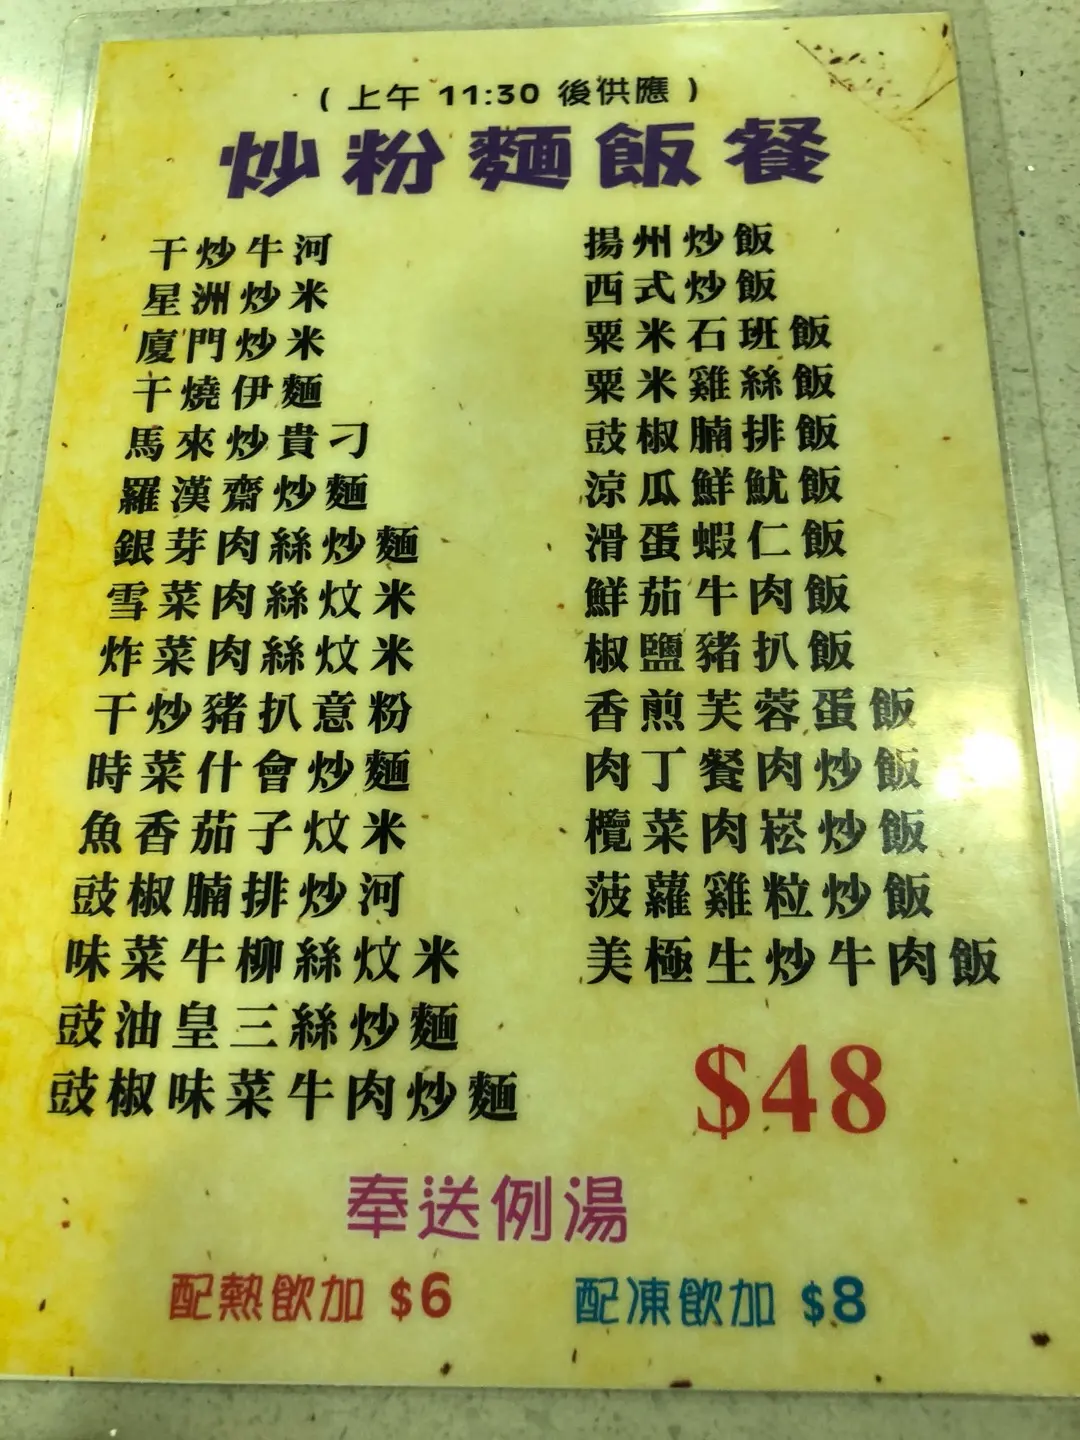 (上午 11:30 後供應)
炒粉麵飯餐
干炒牛河
星洲炒米
廈門炒米
干燒伊麵
馬來炒貴刁
羅漢齋炒麵
銀芽肉絲炒麵
雪菜肉絲炆米
炸菜肉絲炆米
干炒豬扒意粉
時菜什會炒麵
魚香茄子炆米
豉椒腩排炒河
味菜牛柳絲炆米
豉油皇三絲炒麵
豉椒味菜牛肉炒麵
揚州炒飯
西式炒飯
粟米石班飯
粟米雞絲飯
豉椒腩排飯
涼瓜鮮魷飯
滑蛋蝦仁飯
鮮茄牛肉飯
椒鹽豬扒飯
香煎芙蓉蛋飯
肉丁餐肉炒飯
欖菜肉崧炒飯
菠蘿雞粒炒飯
美極生炒牛肉飯
$48
奉送例湯
配熱飲加 $6
配凍飲加 $8